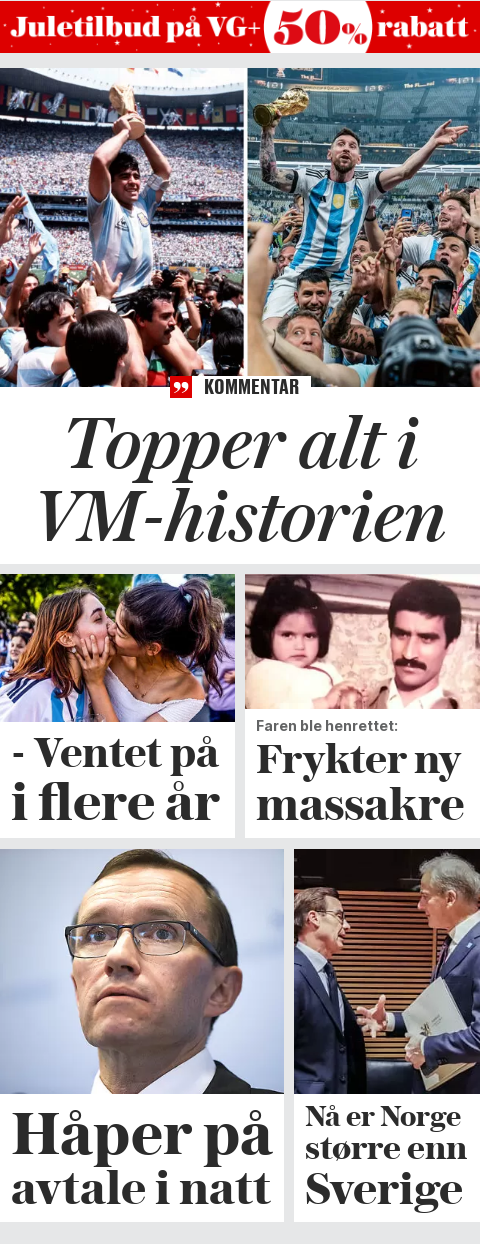 Juletilbud på VG+ 50% rabatt
KOMMENTAR
Topper alt i
VM-historien
- Ventet på
i flere år
Faren ble henrettet:
Frykter ny
massakre
Håper på
avtale i natt
Nå er Norge
større enn
Sverige